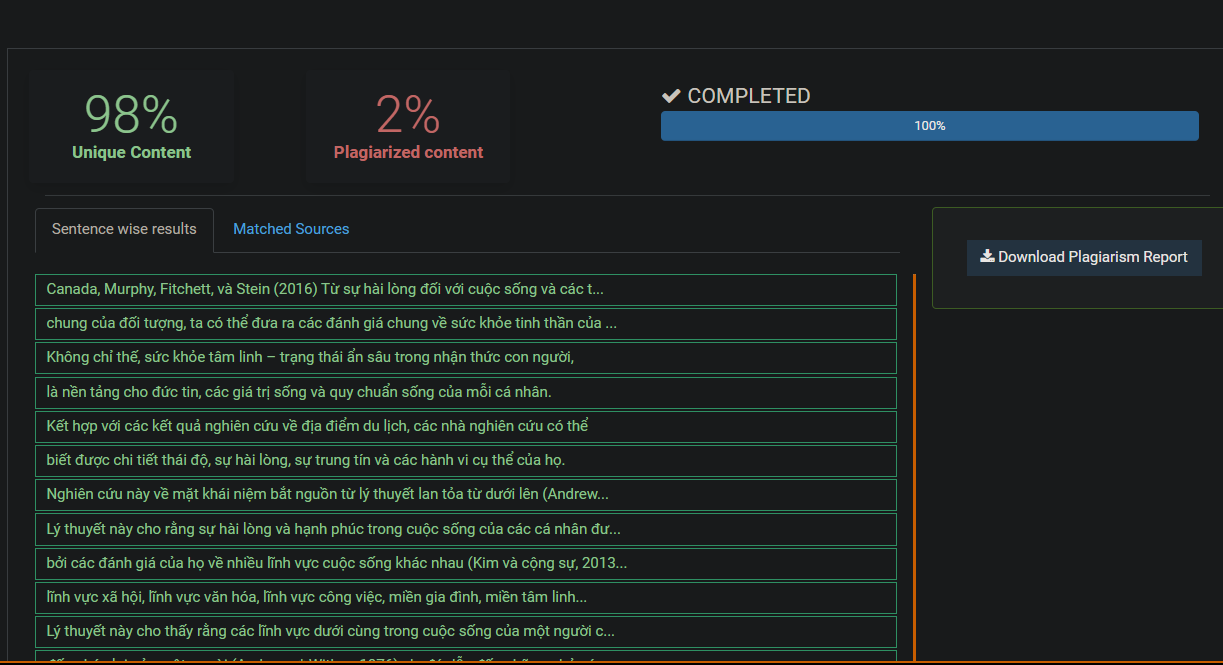 98%
Unique Content
2%
Plagiarized content
COMPLETED
100%
Sentence wise results
Matched Sources
Download Plagiarism Report
Canada, Murphy, Fitchett, và Stein (2016) Từ sự hài lòng đối với cuộc sống và các t...
chung của đối tượng, ta có thể đưa ra các đánh giá chung về sức khỏe tinh thần của ...
Không chỉ thế, sức khỏe tâm linh – trạng thái ẩn sâu trong nhận thức con người,
là nền tảng cho đức tin, các giá trị sống và quy chuẩn sống của mỗi cá nhân.
Kết hợp với các kết quả nghiên cứu về địa điểm du lịch, các nhà nghiên cứu có thể
biết được chi tiết thái độ, sự hài lòng, sự trung tín và các hành vi cụ thể của họ.
Nghiên cứu này về mặt khái niệm bắt nguồn từ lý thuyết lan tỏa từ dưới lên (Andrew...
Lý thuyết này cho rằng sự hài lòng và hạnh phúc trong cuộc sống của các cá nhân đư...
bởi các đánh giá của họ về nhiều lĩnh vực cuộc sống khác nhau (Kim và cộng sự, 2013...
lĩnh vực xã hội, lĩnh vực văn hóa, lĩnh vực công việc, miền gia đình, miền tâm linh...
Lý thuyết này cho thấy rằng các lĩnh vực dưới cùng trong cuộc sống của một người c...